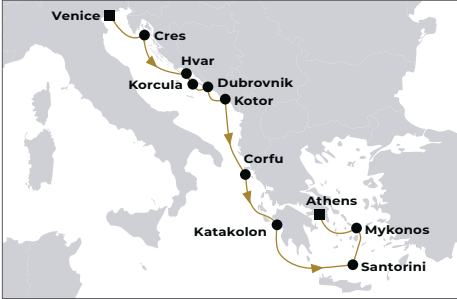 Venice
Cres
Hvar
Korcula
Dubrovnik
Kotor
Corfu
Athens
Katakolon
Mykonos
Santorini